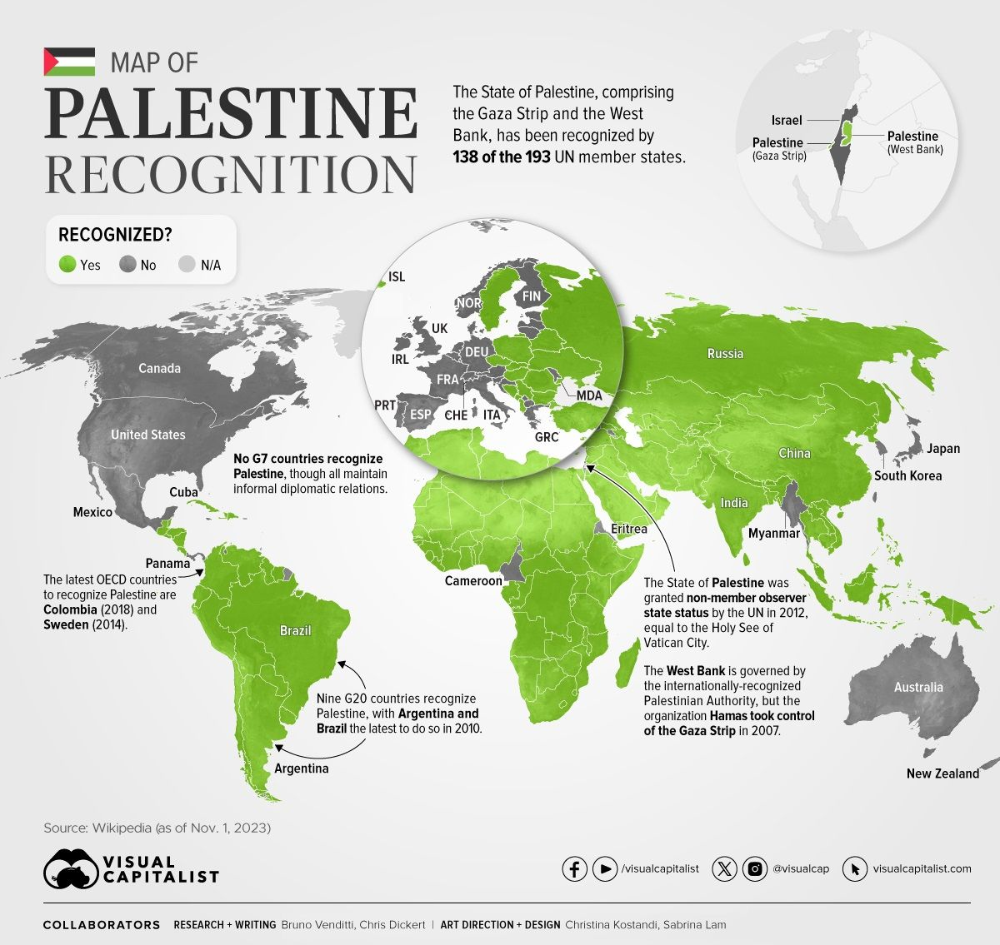 MAP OF
PALESTINE
RECOGNITION
The State of Palestine, comprising
the Gaza Strip and the West
Bank, has been recognized by
138 of the 193 UN member states.
Israel
Palestine
(Gaza Strip)
Palestine
(West Bank)
RECOGNIZED?
Yes
No
N/A
ISL
NOR
FIN
UK
IRL
DEU
FRA
PRT
ESP
CHE
ITA
MDA
GRC
Canada
United States
Russia
No G7 countries recognize
Palestine, though all maintain
informal diplomatic relations.
China
Japan
South Korea
Cuba
Mexico
India
Myanmar
Eritrea
Panama
Cameroon
The latest OECD countries
to recognize Palestine are
Colombia (2018) and
Sweden (2014).
The State of Palestine was
granted non-member observer
state status by the UN in 2012,
equal to the Holy See of
Vatican City.
Brazil
The West Bank is governed by
the internationally-recognized
Palestinian Authority, but the
organization Hamas took control
of the Gaza Strip in 2007.
Australia
Nine G20 countries recognize
Palestine, with Argentina and
Brazil the latest to do so in 2010.
Argentina
New Zealand
Source: Wikipedia (as of Nov. 1, 2023)
VISUAL
CAPITALIST
/visualcapitalist
@visualcap
visualcapitalist.com
COLLABORATORS RESEARCH + WRITING Bruno Venditti, Chris Dickert | ART DIRECTION + DESIGN Christina Kostandi, Sabrina Lam